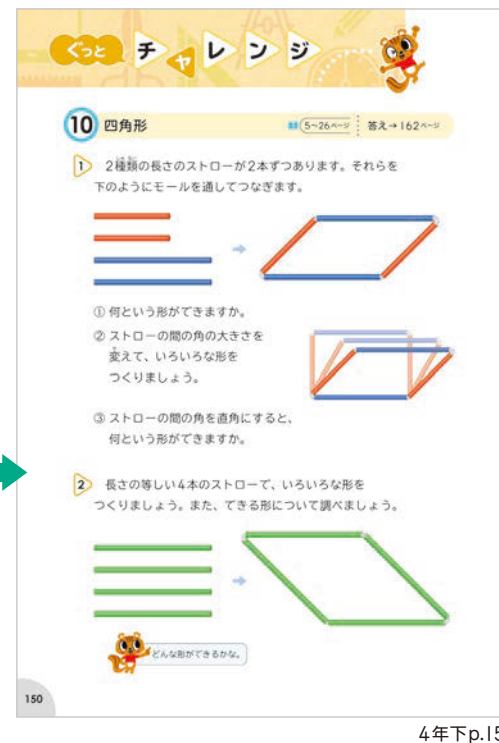 ぐっと チャレンジ
10 四角形 5~26ページ 答え→162ページ
1 2種類の長さのストローが2本ずつあります。それらを
下のようにモールを通してつなぎます。
① 何という形ができますか。
② ストローの間の角の大きさを
変えて、いろいろな形を
つくりましょう。
③ ストローの間の角を直角にすると、
何という形ができますか。
2 長さの等しい4本のストローで、いろいろな形を
つくりましょう。また、できる形について調べましょう。
どんな形ができるかな。
150